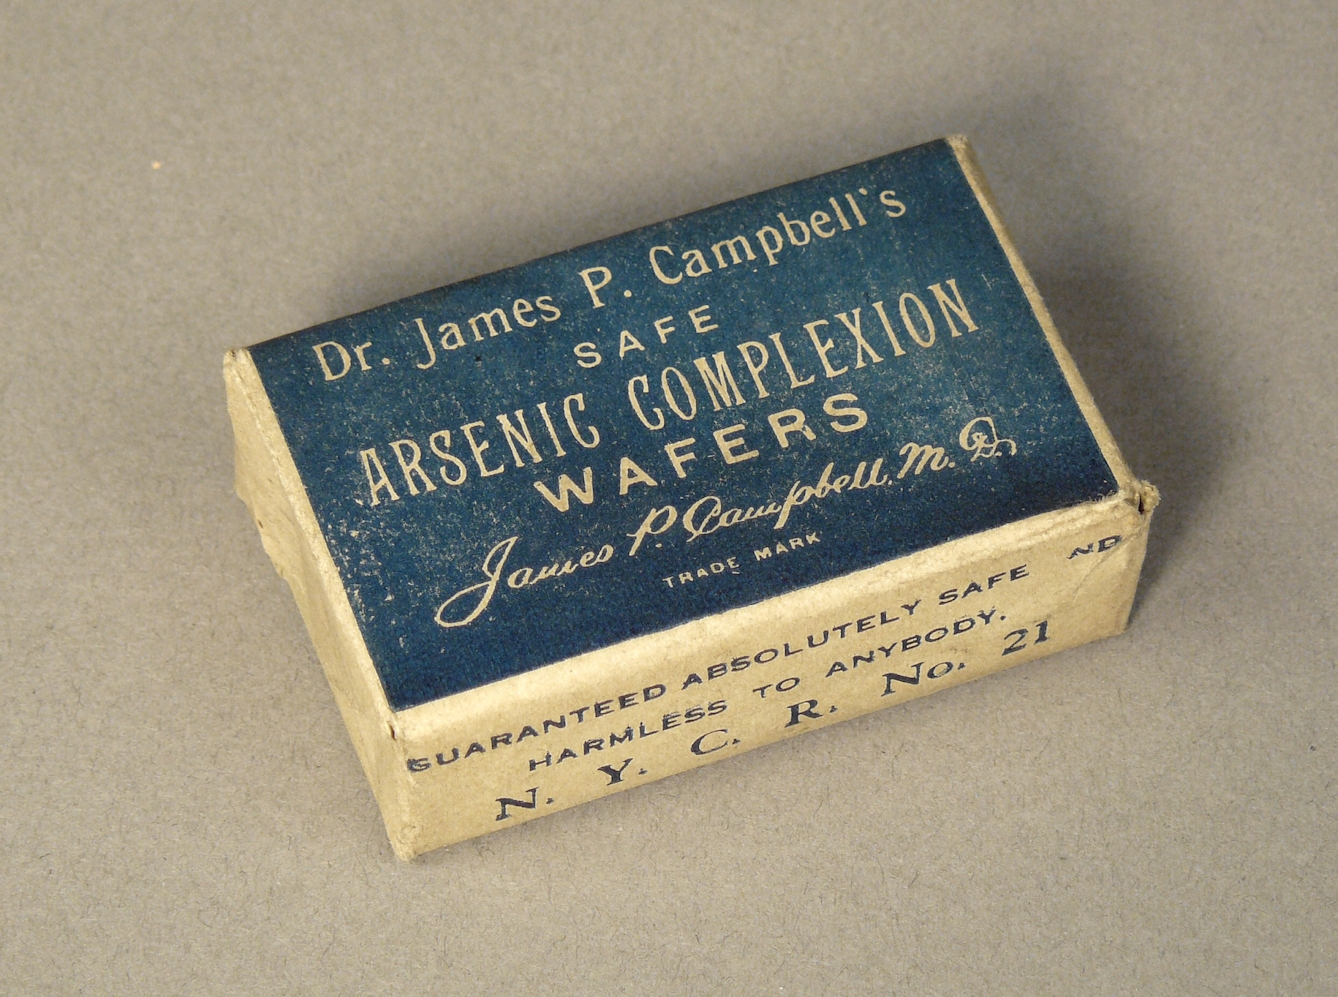 Dr. James P. Campbell's
SAFE
ARSENIC COMPLEXION
WAFERS
James P. Campbell, M. D.
TRADE MARK
GUARANTEED ABSOLUTELY SAFE AND
HARMLESS TO ANYBODY.
N. Y. C. R. No. 21